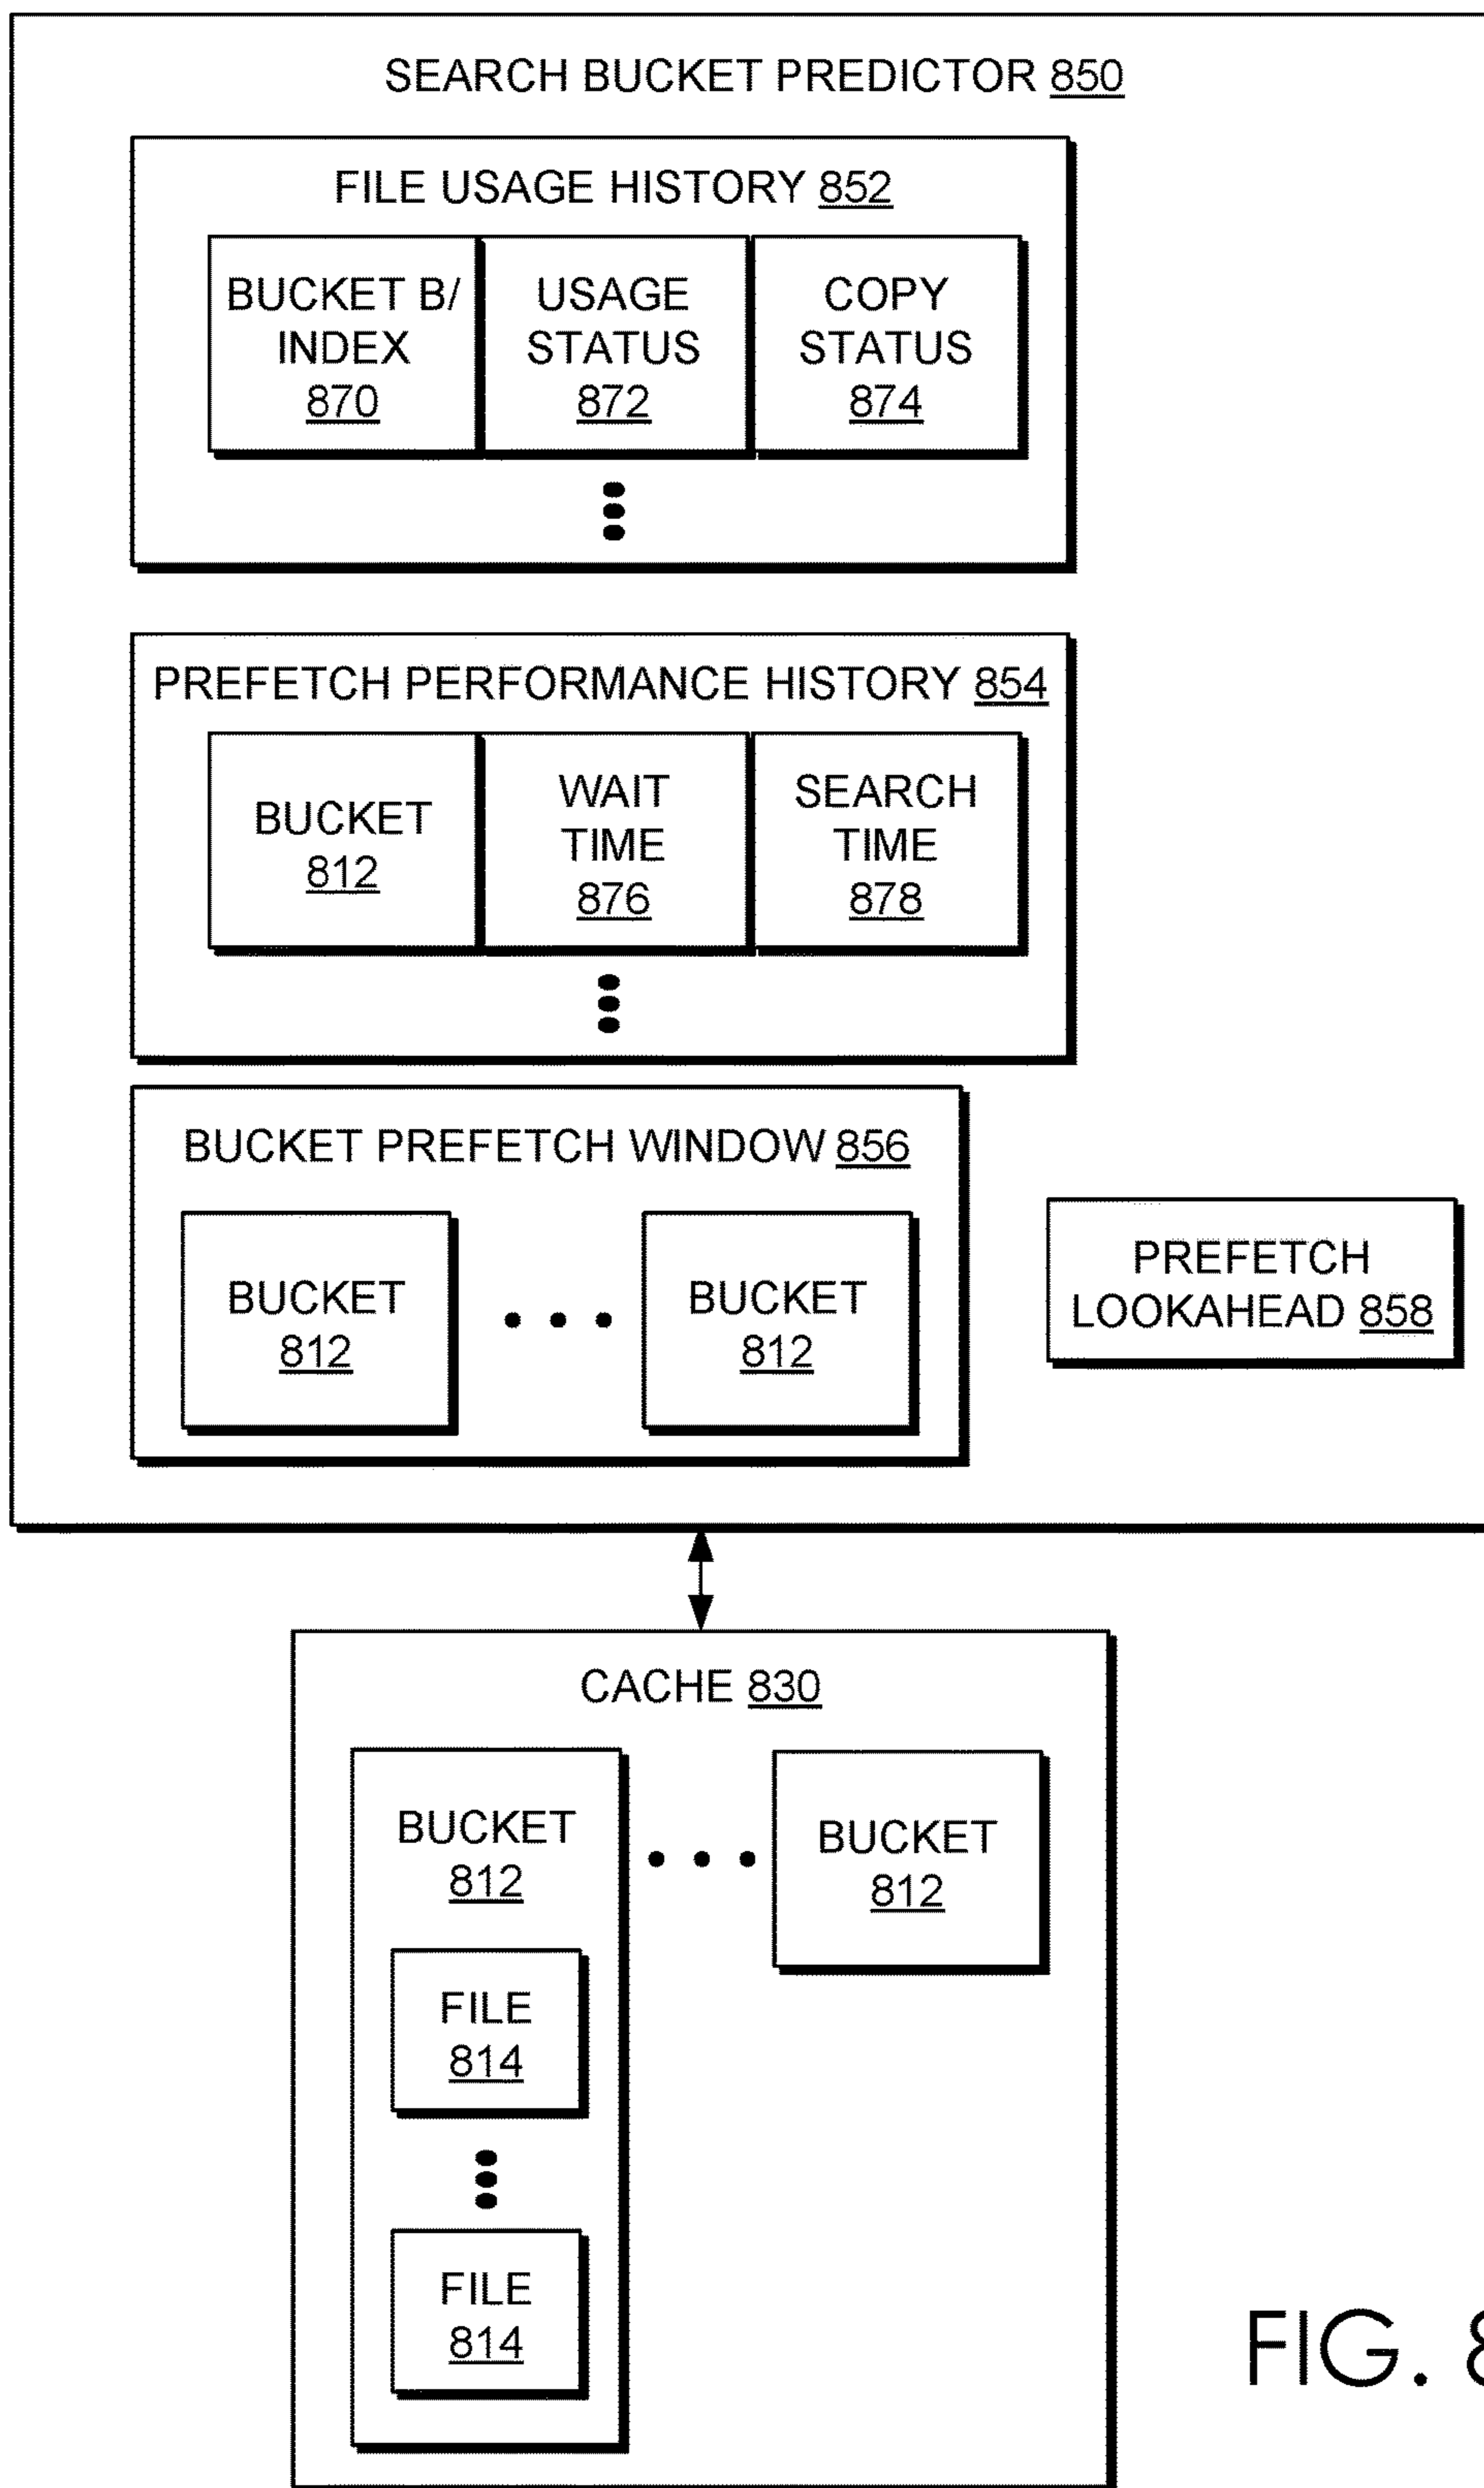 SEARCH BUCKET PREDICTOR 850
FILE USAGE HISTORY 852
BUCKET B/
INDEX
870
USAGE
STATUS
872
COPY
STATUS
874
PREFETCH PERFORMANCE HISTORY 854
BUCKET
812
WAIT
TIME
876
SEARCH
TIME
878
BUCKET PREFETCH WINDOW 856
BUCKET
812
BUCKET
812
PREFETCH
LOOKAHEAD 858
CACHE 830
BUCKET
812
BUCKET
812
FILE
814
FILE
814
FIG.